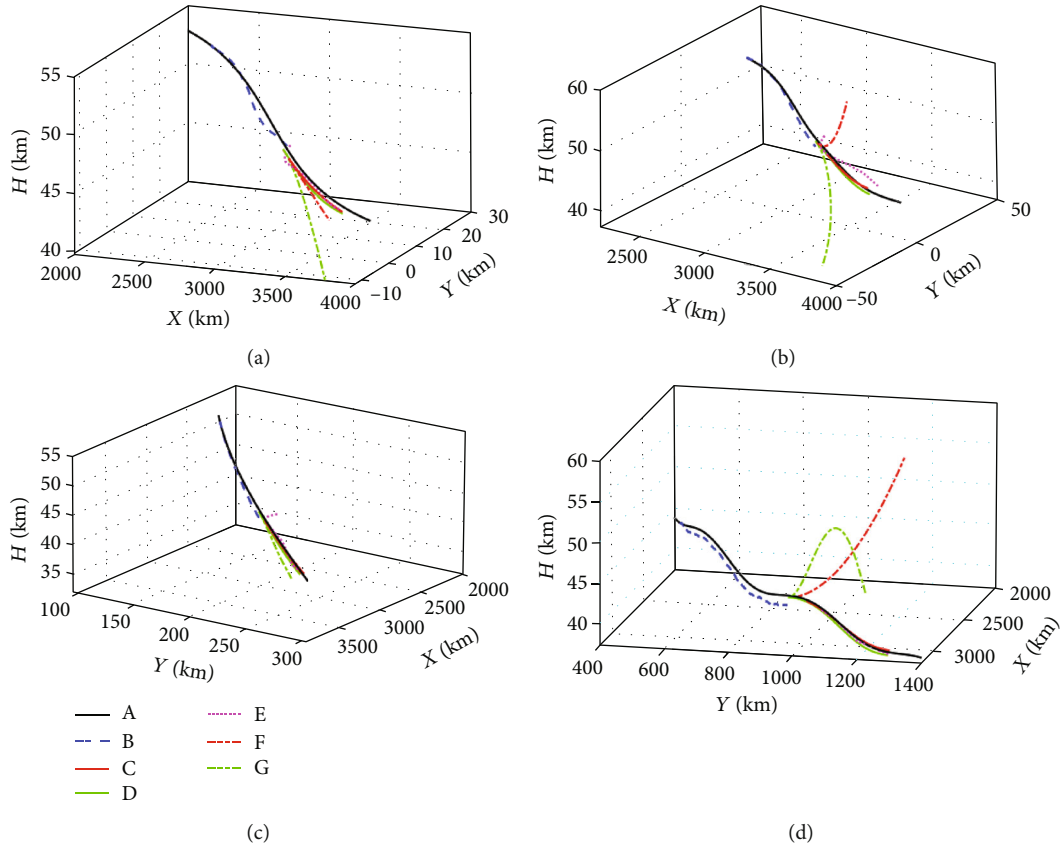 55
50
45
40
H (km)
2000
2500
3000
3500
4000
X (km)
−10
0
10
20
30
Y (km)
(a)
60
50
40
H (km)
2500
3000
3500
4000
X (km)
−50
0
50
Y (km)
(b)
55
50
45
40
35
H (km)
100
150
200
250
300
Y (km)
3500
3000
2500
2000
X (km)
A
B
C
D
E
F
G
(c)
60
55
50
45
40
H (km)
400
600
800
1000
1200
1400
Y (km)
3000
2500
2000
X (km)
(d)